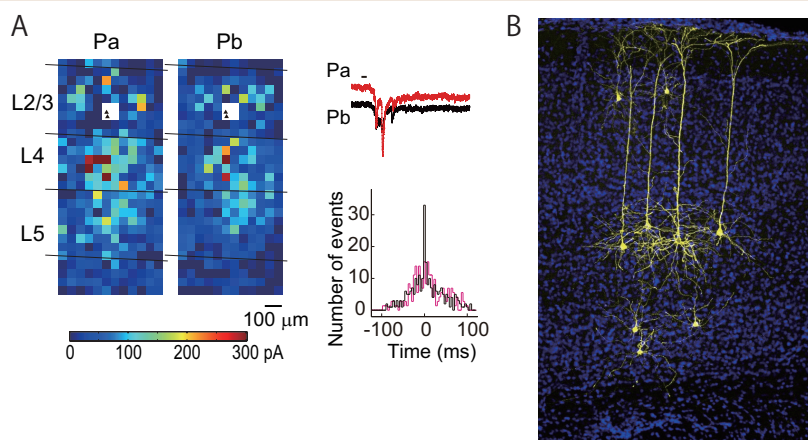 A
Pa
Pb
L2/3
L4
L5
100 μm
0
100
200
300 pA
Pa
Pb
Number of events
30
20
10
0
-100
0
100
Time (ms)
B